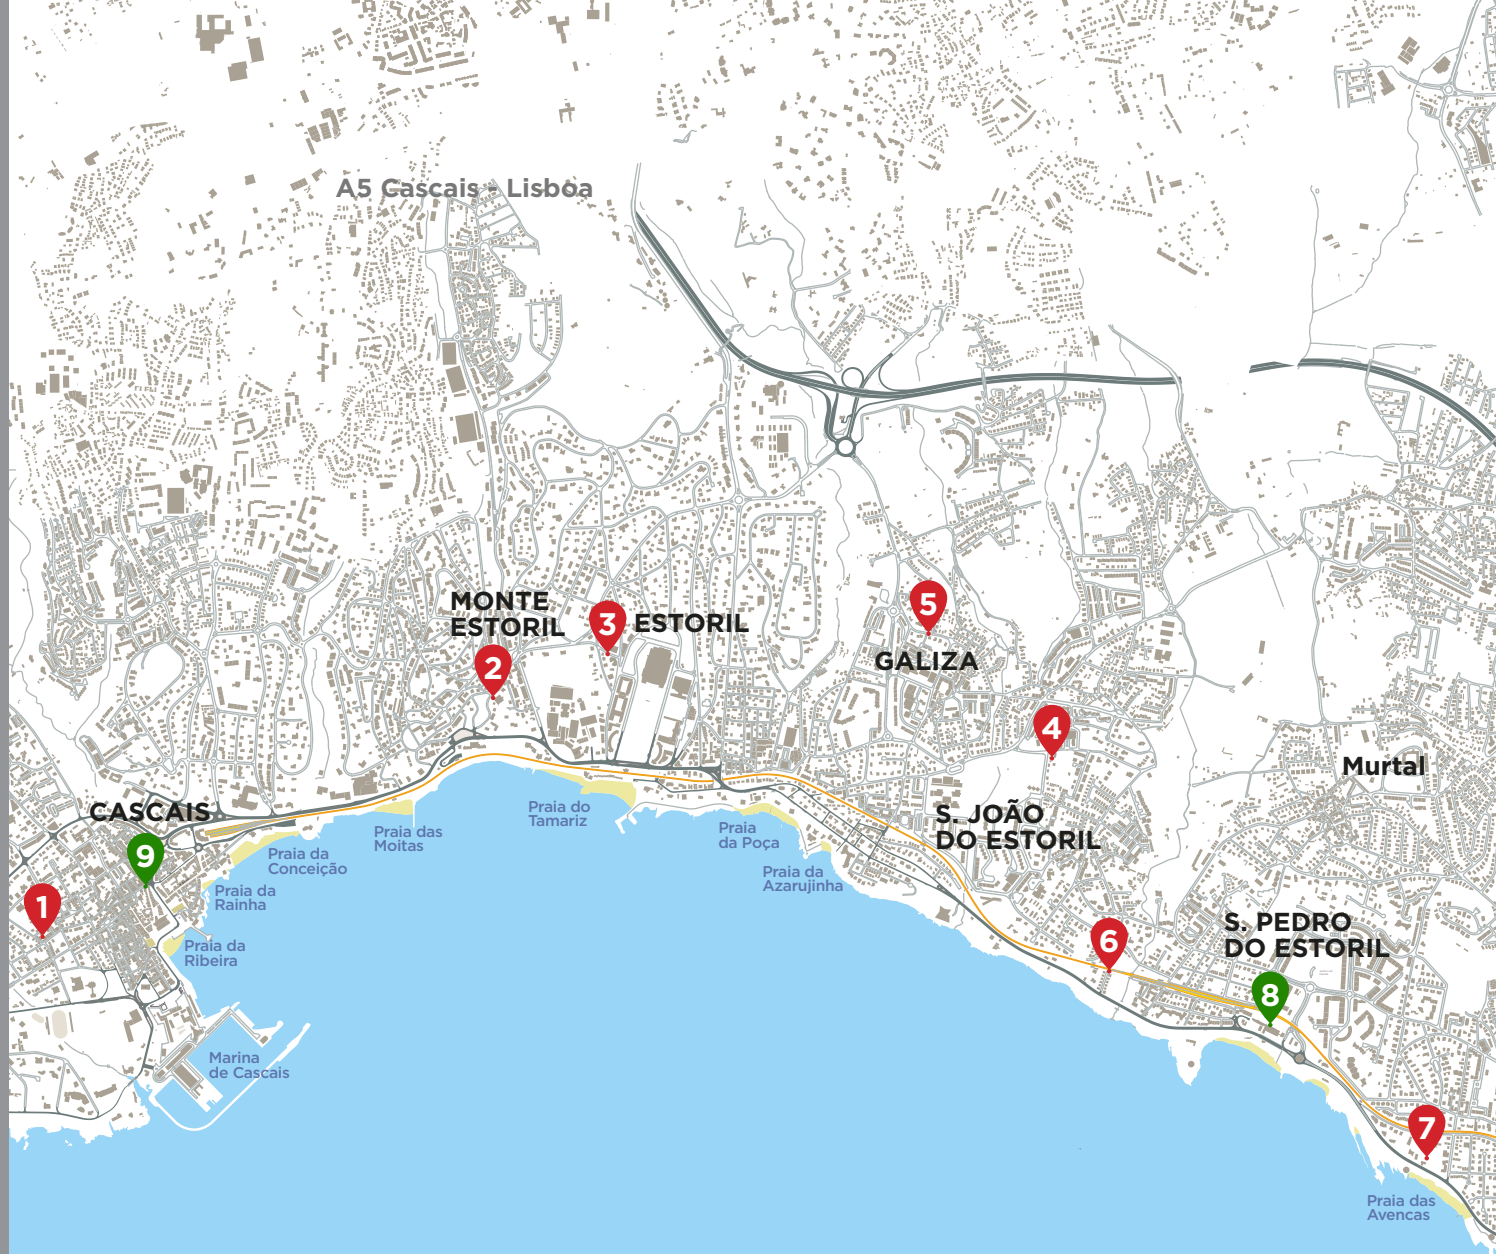 A5 Cascais - Lisboa
MONTE
ESTORIL
2
3
ESTORIL
5
GALIZA
4
Murtal
CASCAIS
9
1
Praia da
Conceição
Praia da
Rainha
Praia da
Ribeira
Praia das
Moitas
Praia do
Tamariz
Praia
da Poça
Praia da
Azarujinha
S. JOÃO
DO ESTORIL
6
S. PEDRO
DO ESTORIL
8
Marina
de Cascais
7
Praia das
Avencas